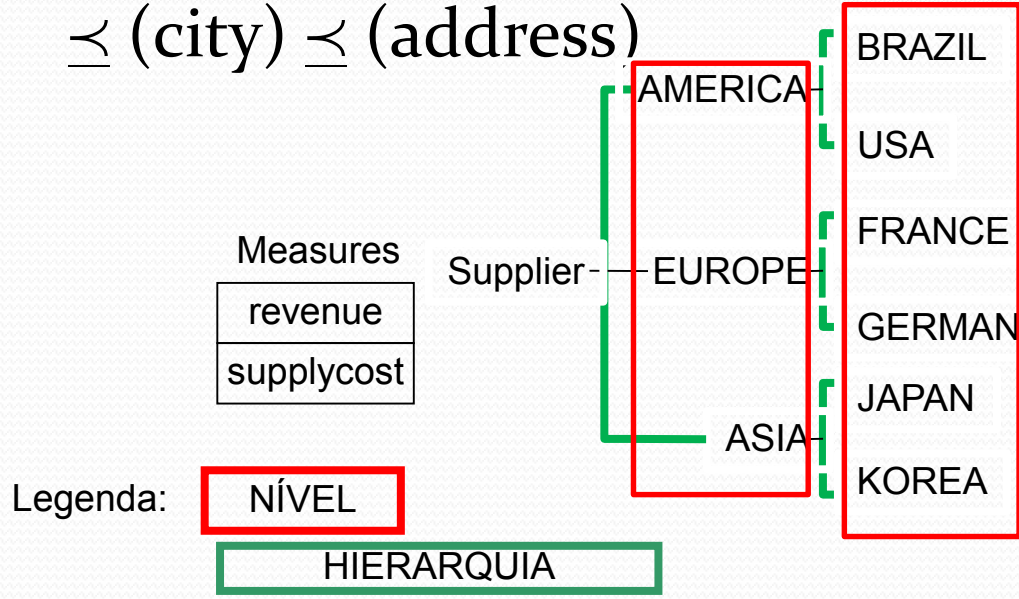 ≼ (city) ≼ (address)
Measures
revenue
supplycost
Supplier
AMERICA
EUROPE
ASIA
BRAZIL
USA
FRANCE
GERMAN
JAPAN
KOREA
Legenda:
NÍVEL
HIERARQUIA